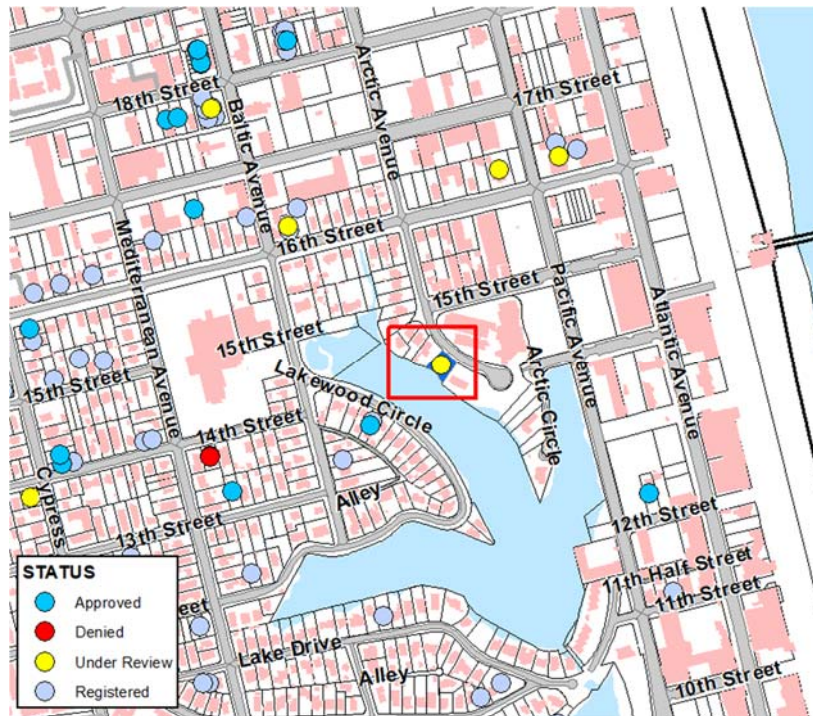 18th Street
Baltic Avenue
Arctic Avenue
17th Street
Mediterranean Avenue
16th Street
15th Street
Pacific Avenue
Atlantic Avenue
15th Street
Lakewood Circle
Arctic Circle
15th Street
14th Street
Cypress
Alley
13th Street
12th Street
11th Half Street
11th Street
Lake Drive
Alley
10th Street
STATUS
Approved
Denied
Under Review
Registered